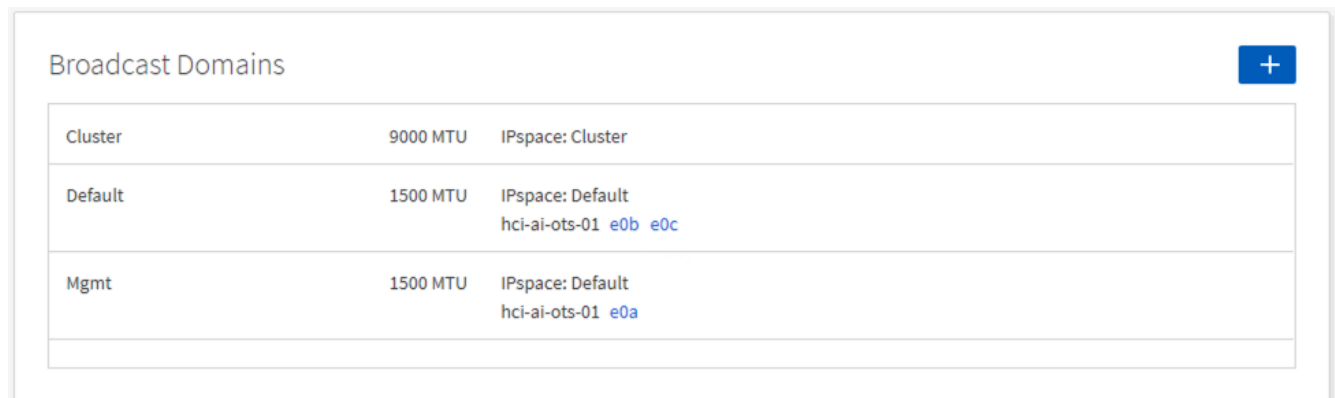 Broadcast Domains
+
Cluster 9000 MTU IPspace: Cluster
Default 1500 MTU IPspace: Default
hci-ai-ots-01 e0b e0c
Mgmt 1500 MTU IPspace: Default
hci-ai-ots-01 e0a